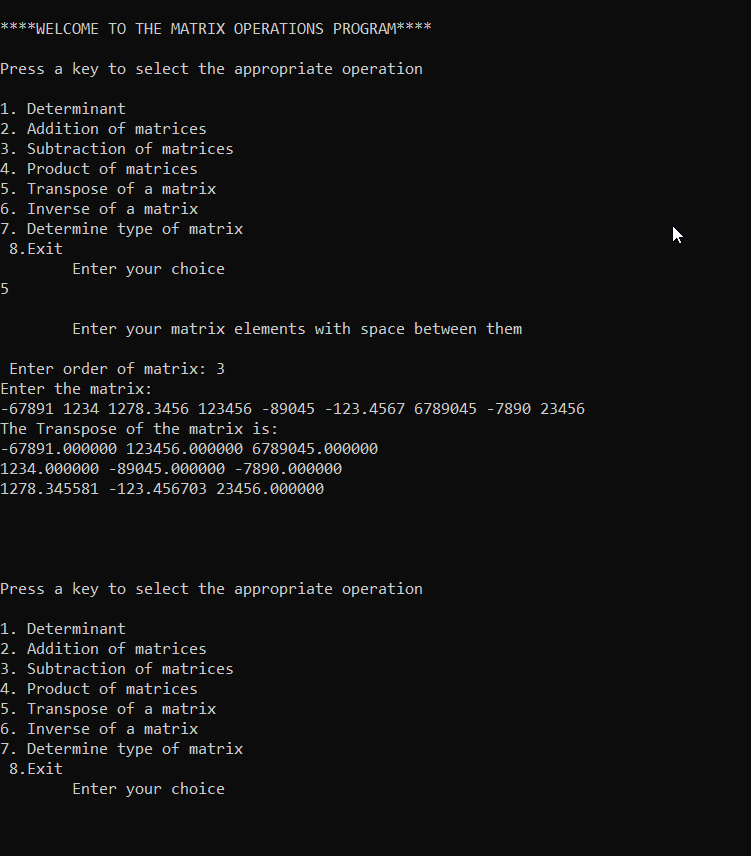 ****WELCOME TO THE MATRIX OPERATIONS PROGRAM****
Press a key to select the appropriate operation
1. Determinant
2. Addition of matrices
3. Subtraction of matrices
4. Product of matrices
5. Transpose of a matrix
6. Inverse of a matrix
7. Determine type of matrix
8.Exit
Enter your choice
5
Enter your matrix elements with space between them
Enter order of matrix: 3
Enter the matrix:
-67891 1234 1278.3456 123456 -89045 -123.4567 6789045 -7890 23456
The Transpose of the matrix is:
-67891.000000 123456.000000 6789045.000000
1234.000000 -89045.000000 -7890.000000
1278.345581 -123.456703 23456.000000
Press a key to select the appropriate operation
1. Determinant
2. Addition of matrices
3. Subtraction of matrices
4. Product of matrices
5. Transpose of a matrix
6. Inverse of a matrix
7. Determine type of matrix
8.Exit
Enter your choice